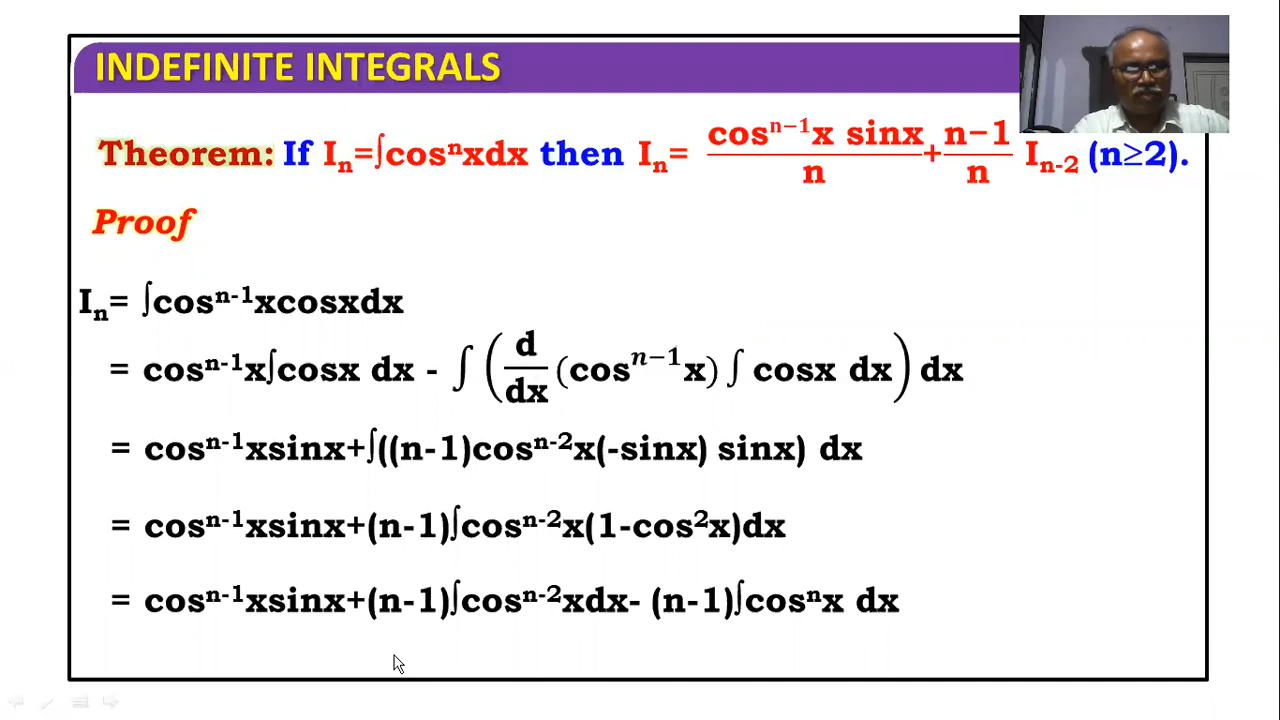 INDEFINITE INTEGRALS
Theorem: If Iₙ=∫cosⁿxdx then Iₙ= (cosⁿ⁻¹x sinx)/n + (n−1)/n Iₙ₋₂ (n≥2).
Proof
Iₙ= ∫cosⁿ⁻¹xcosxdx
= cosⁿ⁻¹x∫cosx dx - ∫(d/dx (cosⁿ⁻¹x) ∫ cosx dx) dx
= cosⁿ⁻¹xsinx+∫((n-1)cosⁿ⁻²x(-sinx) sinx) dx
= cosⁿ⁻¹xsinx+(n-1)∫cosⁿ⁻²x(1-cos²x)dx
= cosⁿ⁻¹xsinx+(n-1)∫cosⁿ⁻²xdx- (n-1)∫cosⁿx dx